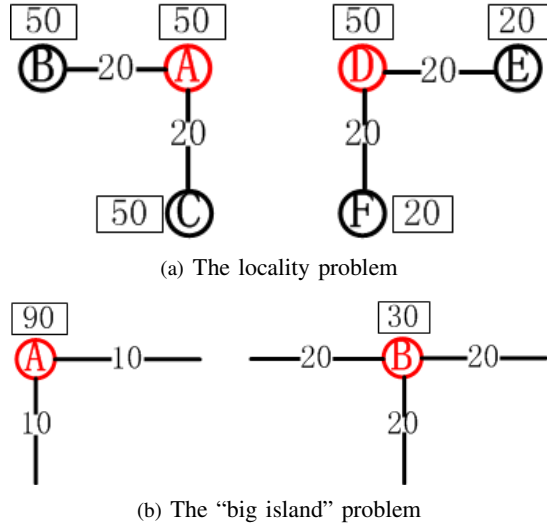 50 50 50 20
B 20 A D 20 E
20 20
50 C F 20
(a) The locality problem
90 30
A 10 20 B 20
10 20
(b) The “big island” problem